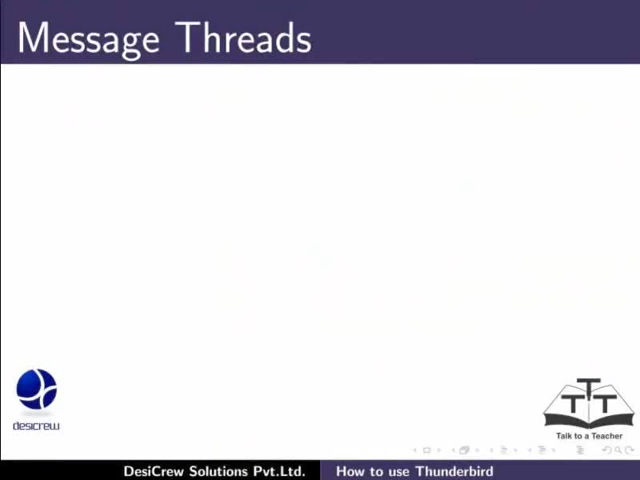 Message Threads
desicrew
T
T T
Talk to a Teacher
DesiCrew Solutions Pvt.Ltd. How to use Thunderbird